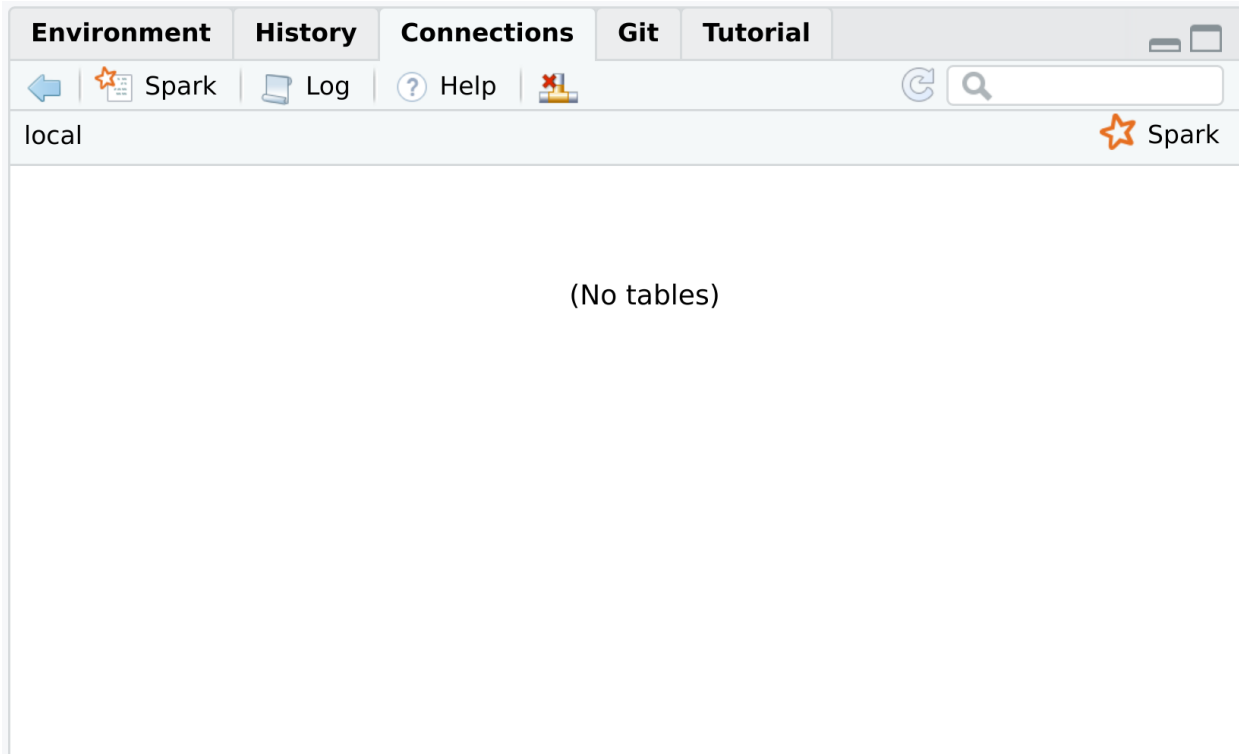 Environment History Connections Git Tutorial
Spark Log ? Help
local Spark
(No tables)